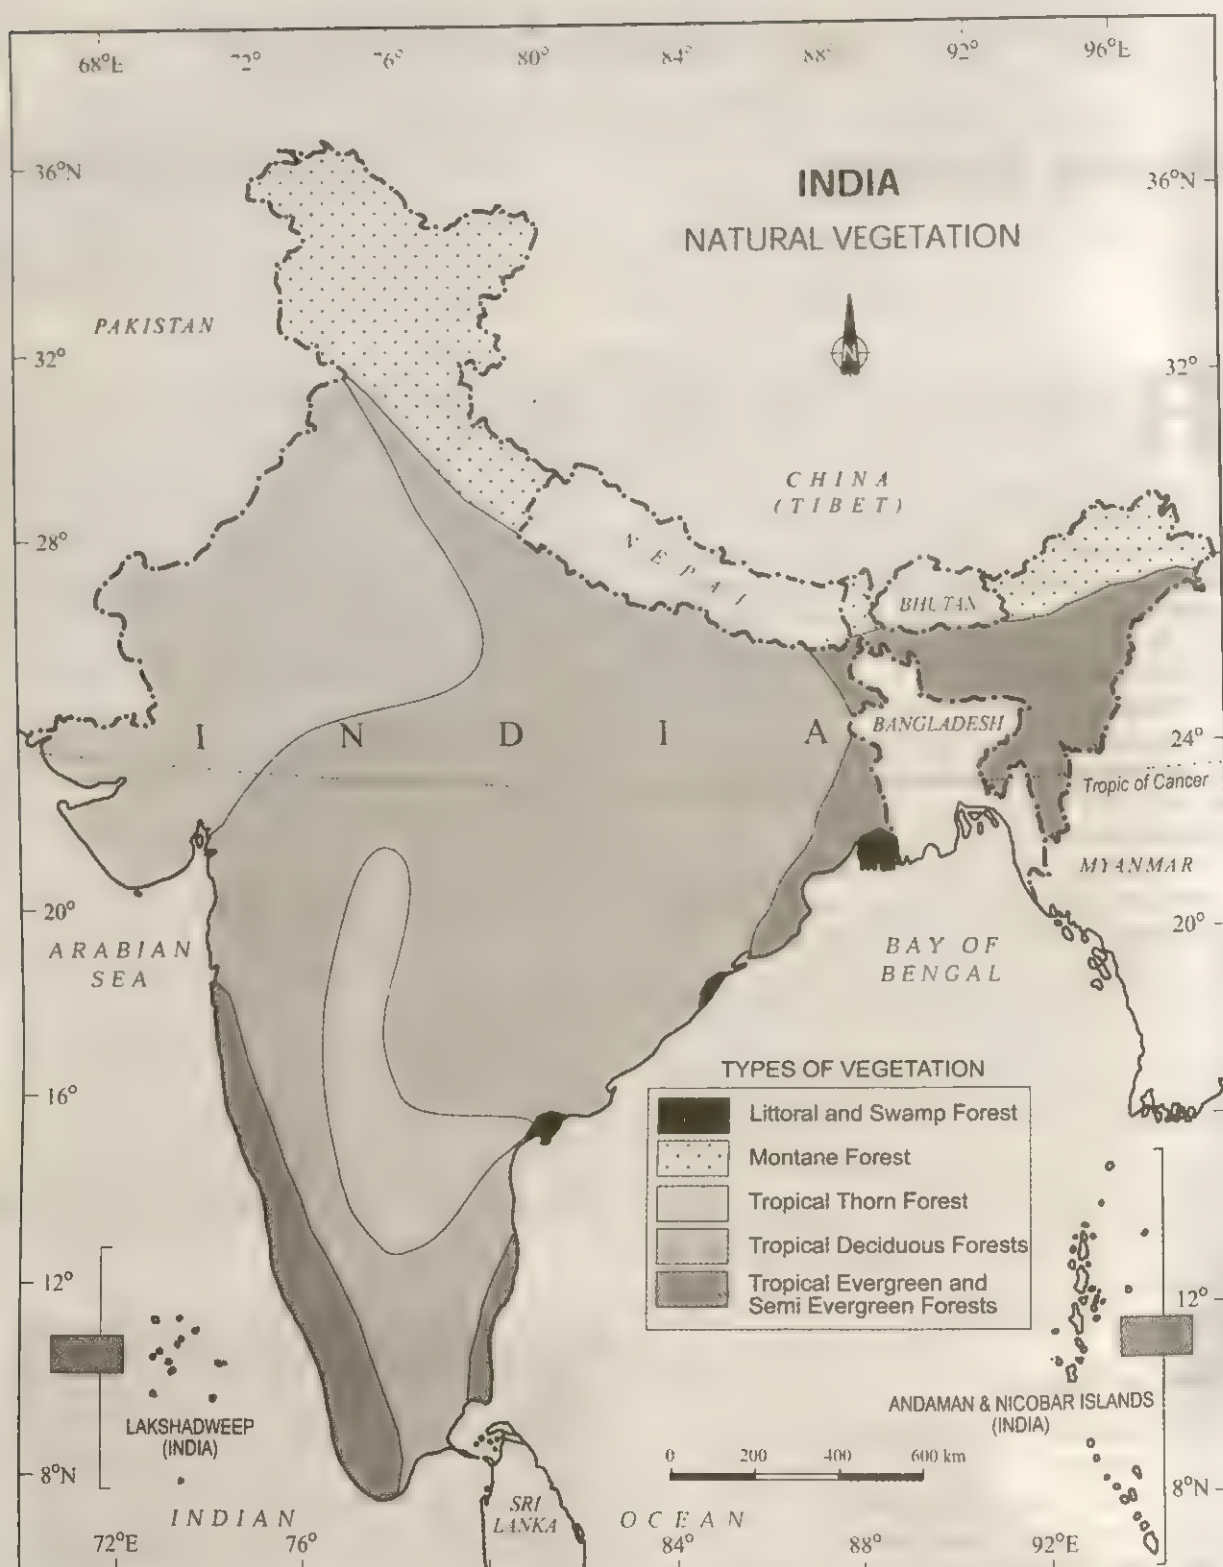 68°E 72° 76° 80° 84° 88° 92° 96°
36°N
36°N
INDIA
NATURAL VEGETATION
PAKISTAN
N
32°
32°
CHINA
(TIBET)
28°
NEPAL
BHUTAN
I N D I A
BANGLADESH
24°
Tropic of Cancer
MYANMAR
20°
20°
ARABIAN
SEA
BAY OF
BENGAL
16°
TYPES OF VEGETATION
Littoral and Swamp Forest
Montane Forest
Tropical Thorn Forest
Tropical Deciduous Forests
Tropical Evergreen and
Semi Evergreen Forests
12°
12°
LAKSHADWEEP
(INDIA)
ANDAMAN & NICOBAR ISLANDS
(INDIA)
0 200 400 600 km
8°N
8°N
SRI
LANKA
INDIAN OCEAN
72°E 76° 84° 88° 92°E